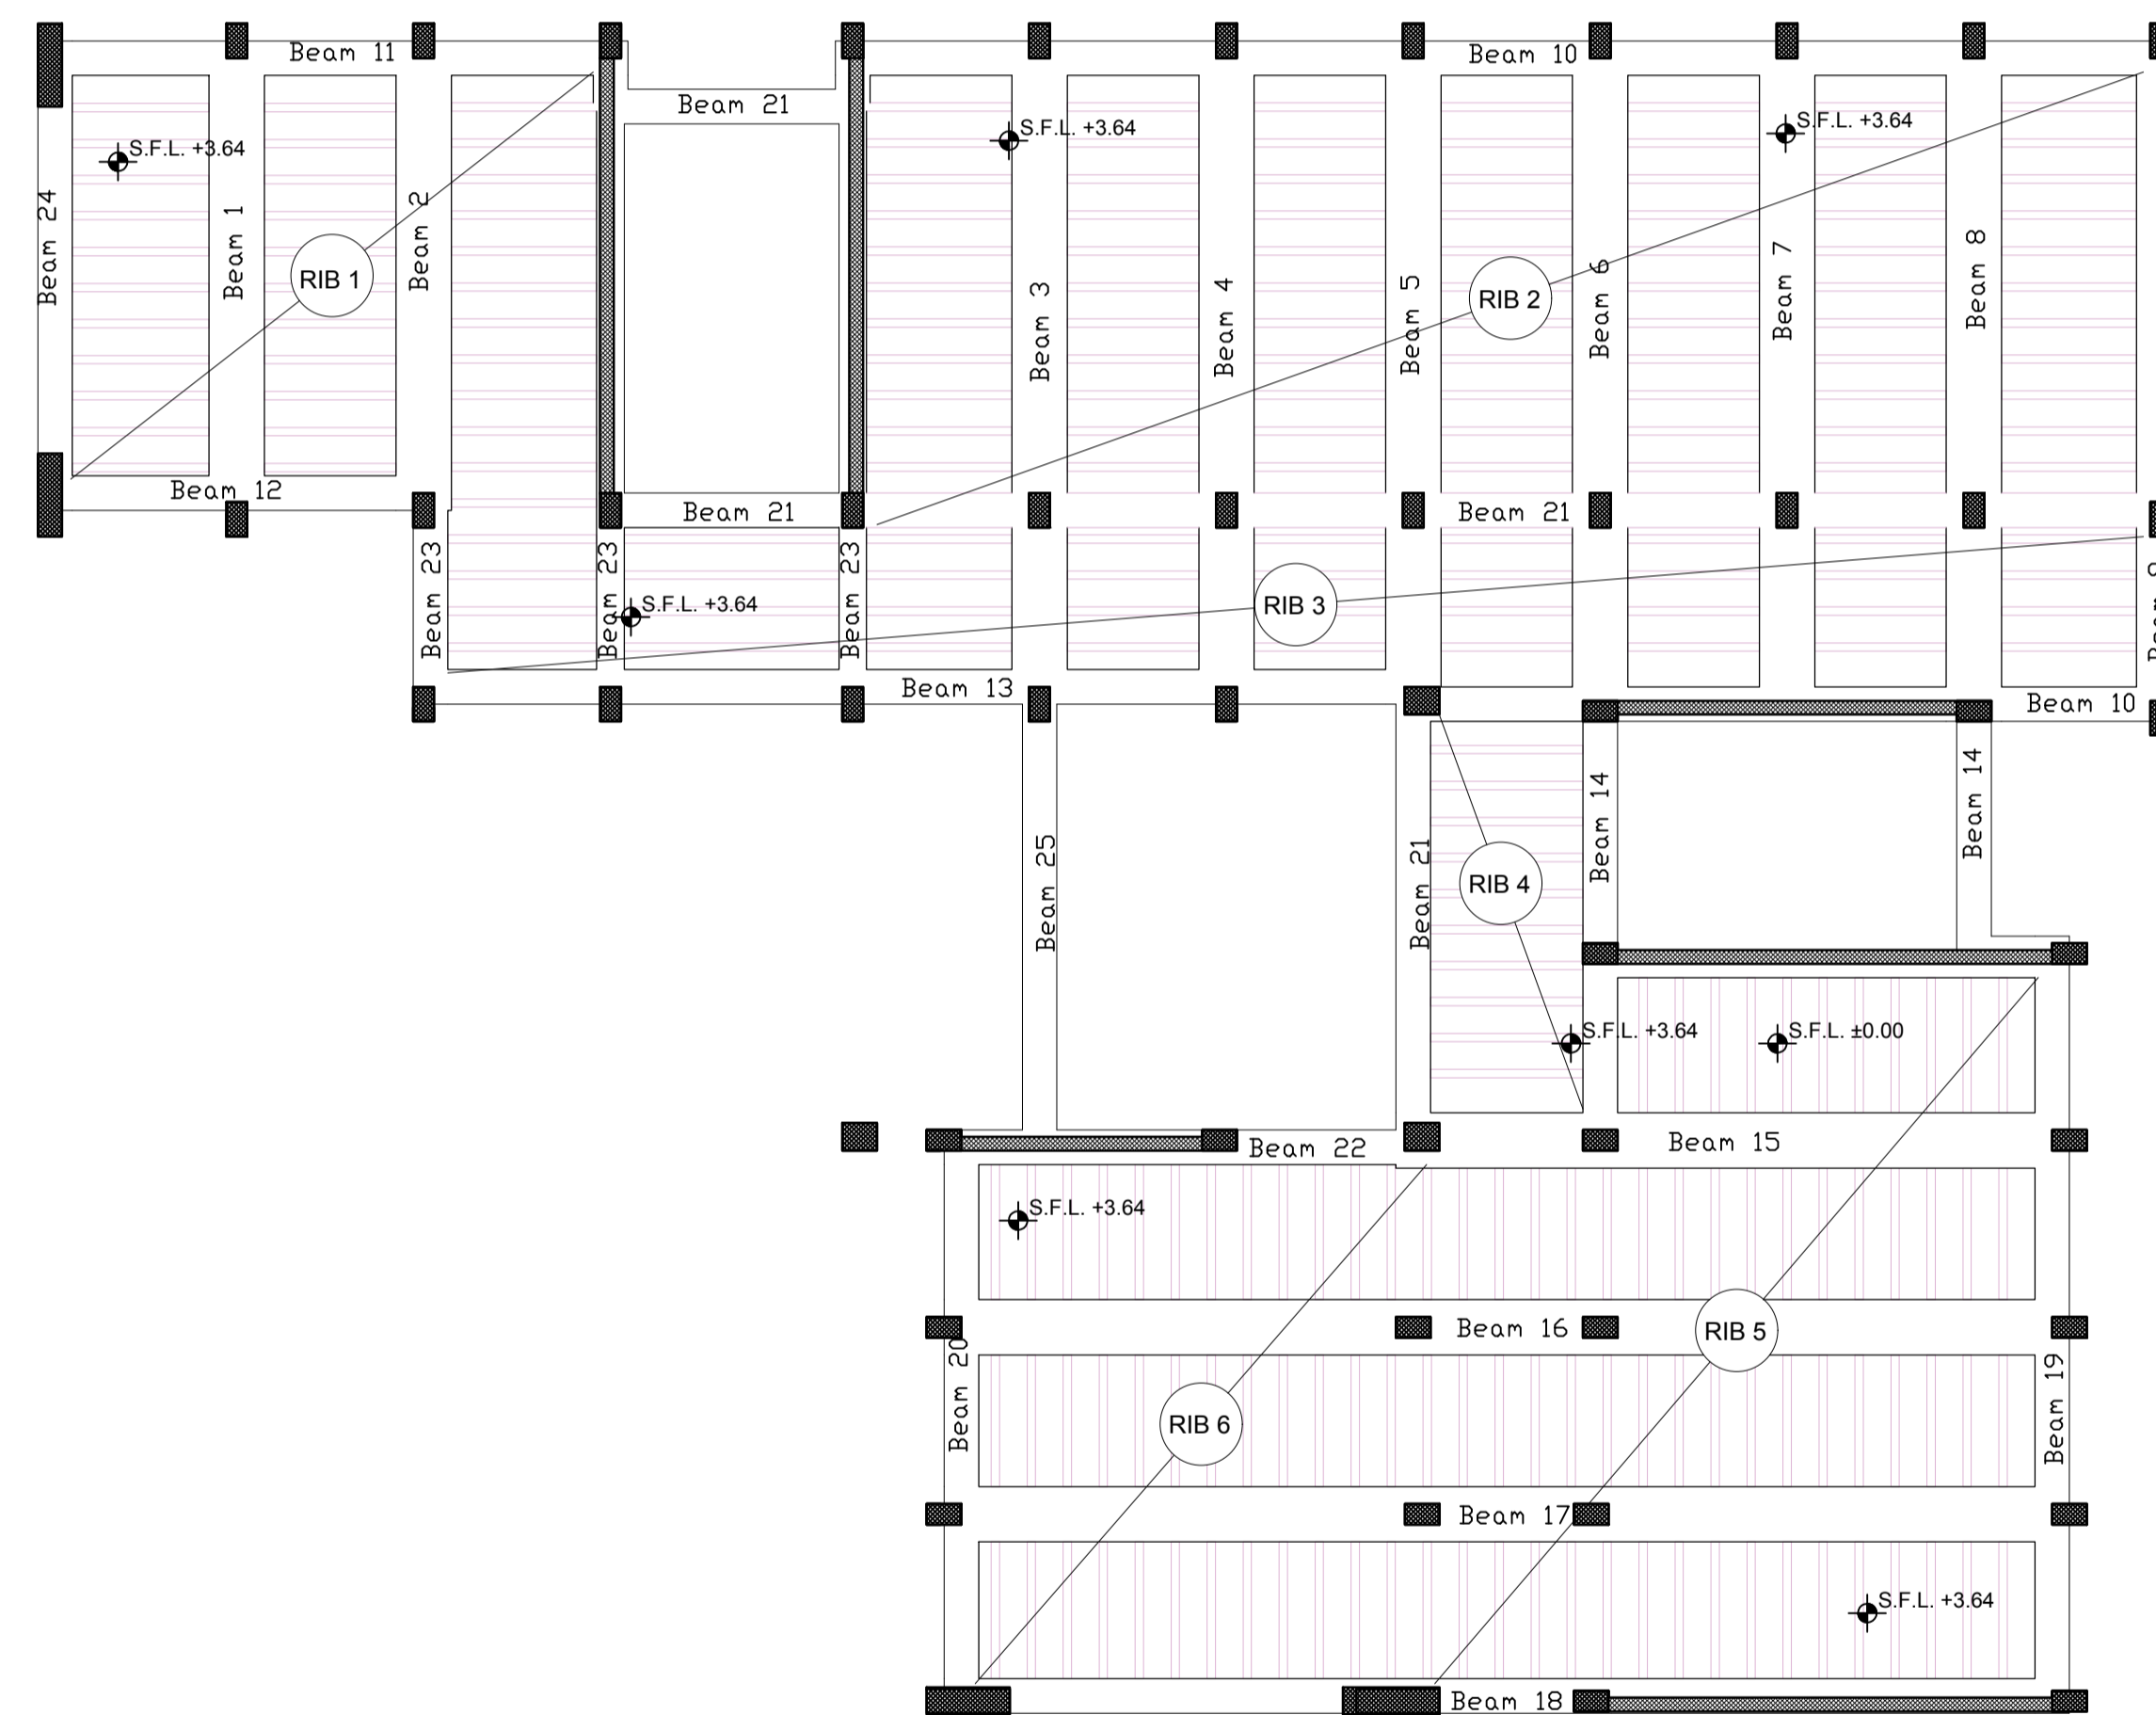 Beam 11
Beam 10
Beam 21
S.F.L. +3.64
S.F.L. +3.64
S.F.L. +3.64
Beam 24
Beam 1
Beam 2
RIB 1
Beam 3
Beam 4
Beam 5
RIB 2
Beam 6
Beam 7
Beam 8
Beam 12
Beam 21
Beam 21
Beam 23
Beam 23
Beam 23
S.F.L. +3.64
RIB 3
Beam 13
Beam 10
Beam 25
Beam 21
RIB 4
Beam 14
Beam 14
S.F.L. +3.64
S.F.L. ±0.00
Beam 22
Beam 15
S.F.L. +3.64
Beam 16
RIB 5
Beam 20
RIB 6
Beam 19
Beam 17
S.F.L. +3.64
Beam 18